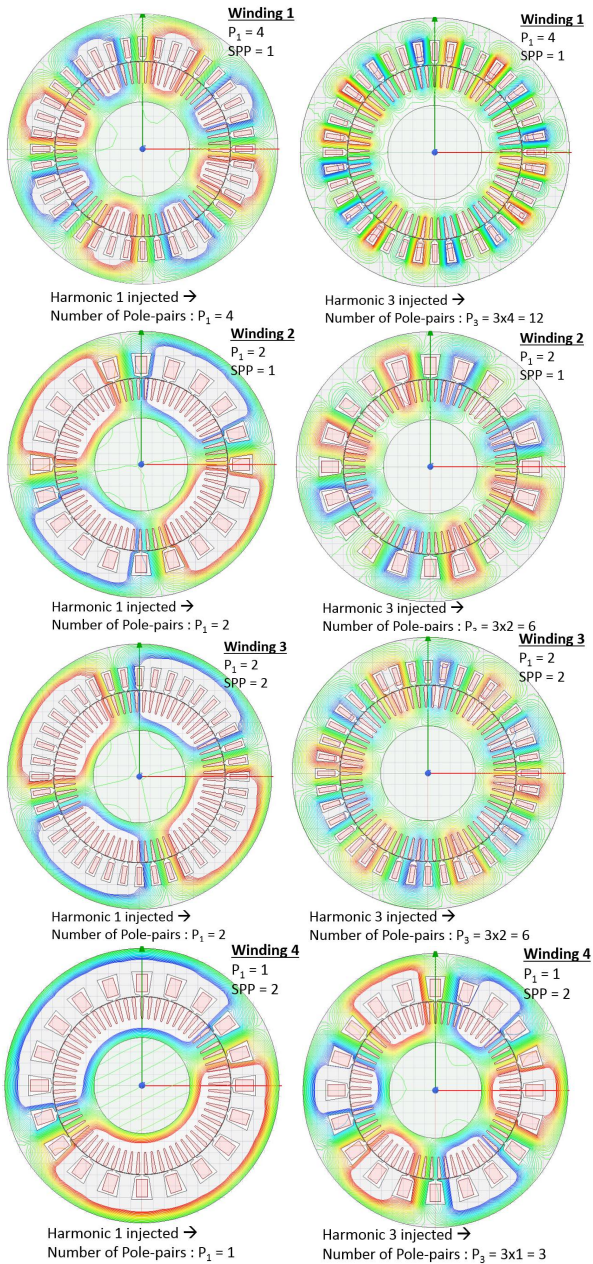 Winding 1
P1 = 4
SPP = 1
Winding 1
P1 = 4
SPP = 1
Harmonic 1 injected →
Number of Pole-pairs : P1 = 4
Harmonic 3 injected →
Number of Pole-pairs : P3 = 3x4 = 12
Winding 2
P1 = 2
SPP = 1
Winding 2
P1 = 2
SPP = 1
Harmonic 1 injected →
Number of Pole-pairs : P1 = 2
Harmonic 3 injected →
Number of Pole-pairs : P3 = 3x2 = 6
Winding 3
P1 = 2
SPP = 2
Winding 3
P1 = 2
SPP = 2
Harmonic 1 injected →
Number of Pole-pairs : P1 = 2
Harmonic 3 injected →
Number of Pole-pairs : P3 = 3x2 = 6
Winding 4
P1 = 1
SPP = 2
Winding 4
P1 = 1
SPP = 2
Harmonic 1 injected →
Number of Pole-pairs : P1 = 1
Harmonic 3 injected →
Number of Pole-pairs : P3 = 3x1 = 3